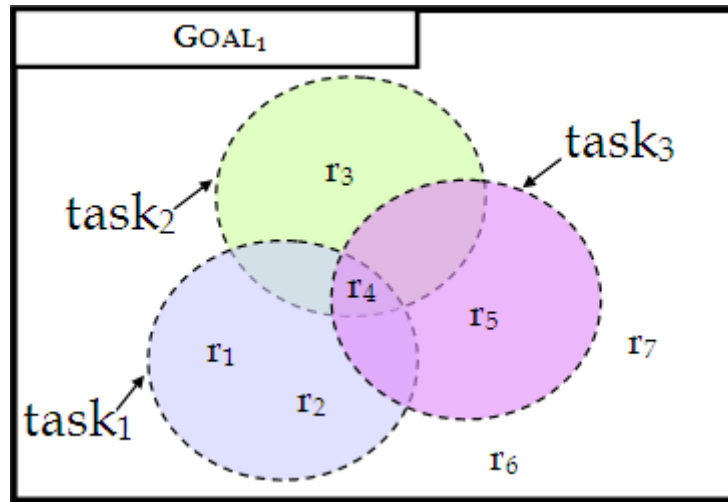 GOAL₁
r₃
task₃
task₂
r₄
r₅
r₁
r₇
r₂
task₁
r₆